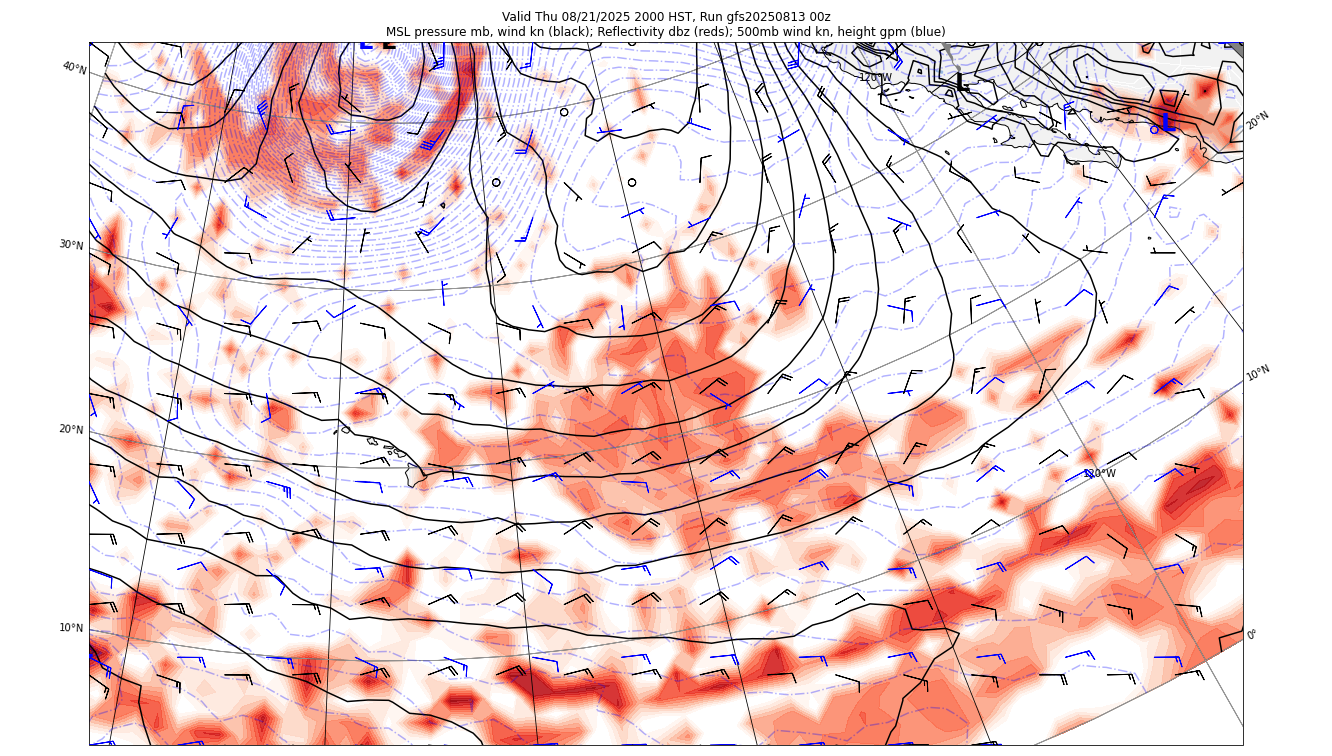 Valid Thu 08/21/2025 2000 HST, Run gfs20250813 00z
MSL pressure mb, wind kn (black); Reflectivity dbz (reds); 500mb wind kn, height gpm (blue)
L L
40°N
120°W
L
L
20°N
30°N
10°N
20°N
120°W
10°N
0°